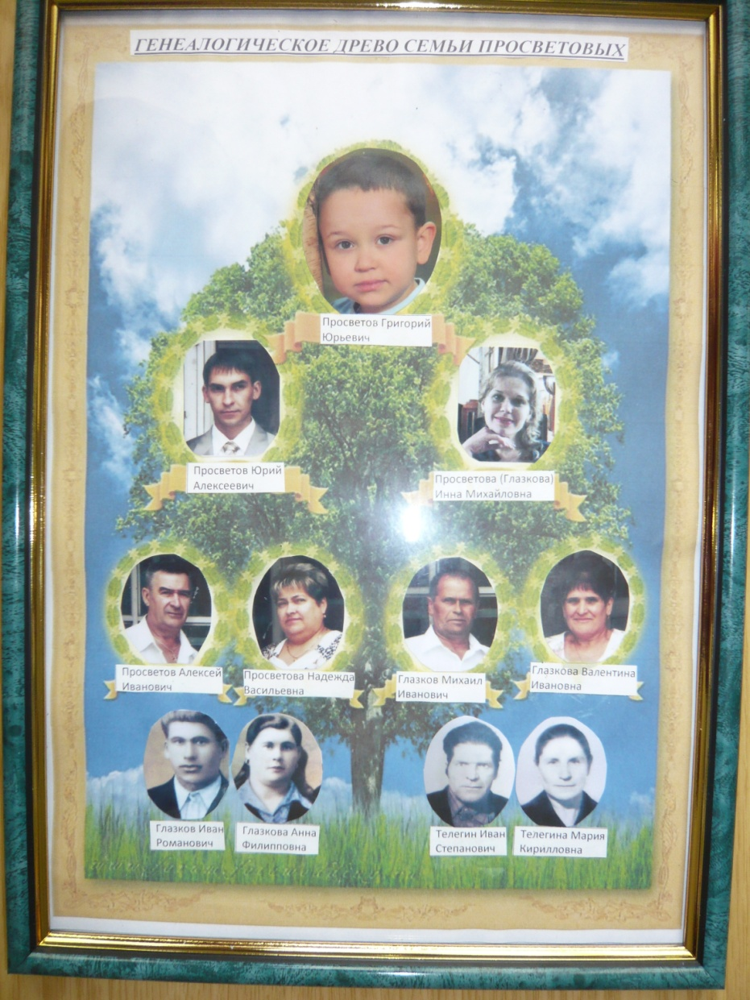 ГЕНЕАЛОГИЧЕСКОЕ ДРЕВО СЕМЬИ ПРОСВЕТОВЫХ
Просветов Григорий
Юрьевич
Просветов Юрий
Алексеевич
Просветова (Глазкова)
Инна Михайловна
Просветов Алексей
Иванович
Просветова Надежда
Васильевна
Глазков Михаил
Иванович
Глазкова Валентина
Ивановна
Глазков Иван
Романович
Глазкова Анна
Филипповна
Телегин Иван
Степанович
Телегина Мария
Кирилловна